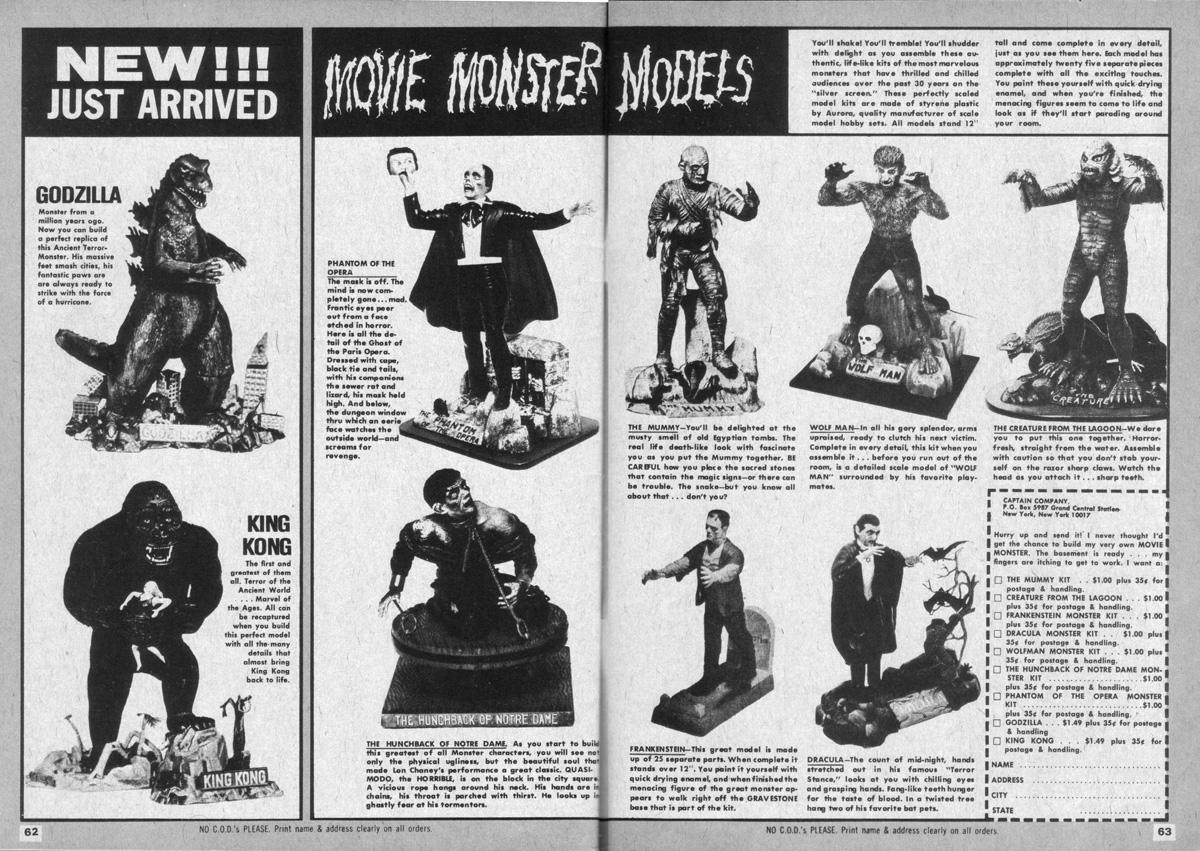 NEW!!!
JUST ARRIVED
GODZILLA
Monster from a
million years ago.
Now you can build
a perfect replica of
this Ancient Terror-
Monster. His massive
feet smash cities, his
fantastic paws are
are always ready to
strike with the force
of a hurricone.
KING
KONG
The first and
greatest of them
all. Terror of the
Ancient World
. . . Marvel of
the Ages. All can
be recaptured
when you build
this perfect model
with all the many
details that
almost bring
King Kong
back to life.
KING KONG
MOVIE MONSTER MODELS
You'll shake! You'll tremble! You'll shudder
with delight as you assemble these au-
thentic, life-like kits of the most marvelous
monsters that have thrilled and chilled
audiences over the past 30 years on the
"silver screen." These perfectly scaled
model kits are made of styrene plastic
by Aurora, quality manufacturer of scale
model hobby sets. All models stand 12"
tall and come complete in every detail,
just as you see them here. Each model has
approximately twenty five separate pieces
complete with all the exciting touches.
You paint these yourself with quick-drying
enamel, and when you're finished, the
menacing figures seem to come to life and
look as if they'll start parading around
your room.
PHANTOM OF THE
OPERA
The mask is off. The
mind is now com-
pletely gone...mad.
Frantic eyes peer
out from a face
etched in horror.
Here is all the de-
tail of the Ghost of
the Paris Opera.
Dressed with cape,
black tie and tails,
with his companions
the sewer rat and
lizard, his mask held
high. And below,
the dungeon window
thru which an eerie
face watches the
outside world—and
screams for
revenge.
THE
PHANTOM
OF THE OPERA
THE HUNCHBACK OF NOTRE DAME
THE HUNCHBACK OF NOTRE DAME. As you start to build
this greatest of all Monster characters, you will see not
only the physical ugliness, but the beautiful soul that
made Lon Chaney's performance a great classic. QUASI-
MODO, the HORRIBLE, is on the block in the city square.
A vicious rope hangs around his neck. His hands are in
chains, his throat is parched with thirst. He looks up in
ghastly fear at his tormentors.
THE MUMMY
THE MUMMY—You'll be delighted at the
musty smell of old Egyptian tombs. The
real life death-like look with fascinate
you as you put the Mummy together. BE
CAREFUL how you place the sacred stones
that contain the magic signs—or there can
be trouble. The snake—but you know all
about that . . . don't you?
WOLF MAN
WOLF MAN—In all his gory splendor, arms
upraised, ready to clutch his next victim.
Complete in every detail, this kit when you
assemble it . . . before you run out of the
room, is a detailed scale model of "WOLF
MAN" surrounded by his favorite play-
mates.
THE
CREATURE
THE CREATURE FROM THE LAGOON—We dare
you to put this one together. Horror-
fresh, straight from the water. Assemble
with caution so that you don't stab your-
self on the razor sharp claws. Watch the
head as you attach it . . . sharp teeth.
FRANKENSTEIN—This great model is made
up of 25 separate parts. When complete it
stands over 12". You paint it yourself with
quick drying enamel, and when finished the
menacing figure of the great monster ap-
pears to walk right off the GRAVESTONE
base that is part of the kit.
DRACULA—The count of mid-night, hands
stretched out in his famous "Terror
Stance," looks at you with chilling eyes
and grasping hands. Fang-like teeth hunger
for the taste of blood. In a twisted tree
hang two of his favorite bat pets.
CAPTAIN COMPANY,
P.O. Box 5987 Grand Central Station
New York, New York 10017
Hurry up and send it! I never thought I'd
get the chance to build my very own MOVIE
MONSTER. The basement is ready . . . my
fingers are itching to get to work. I want a:
THE MUMMY KIT . . $1.00 plus 35¢ for
postage & handling.
CREATURE FROM THE LAGOON . . . $1.00
plus 35¢ for postage & handling.
FRANKENSTEIN MONSTER KIT . . . $1.00
plus 35¢ for postage & handling.
DRACULA MONSTER KIT . . . $1.00 plus
35¢ for postage & handling.
WOLFMAN MONSTER KIT . . . $1.00 plus
35¢ for postage & handling.
THE HUNCHBACK OF NOTRE DAME MON-
STER KIT ......................$1.00
plus 35¢ for postage & handling.
PHANTOM OF THE OPERA MONSTER
KIT ...........................$1.00
plus 35¢ for postage & handling.
GODZILLA . . . $1.49 plus 35¢ for postage
& handling
KING KONG . . . $1.49 plus 35¢ for
postage & handling.
NAME
ADDRESS
CITY
STATE
62
NO C.O.D.'s PLEASE. Print name & address clearly on all orders.
NO C.O.D.'s PLEASE. Print name & address clearly on all orders.
63